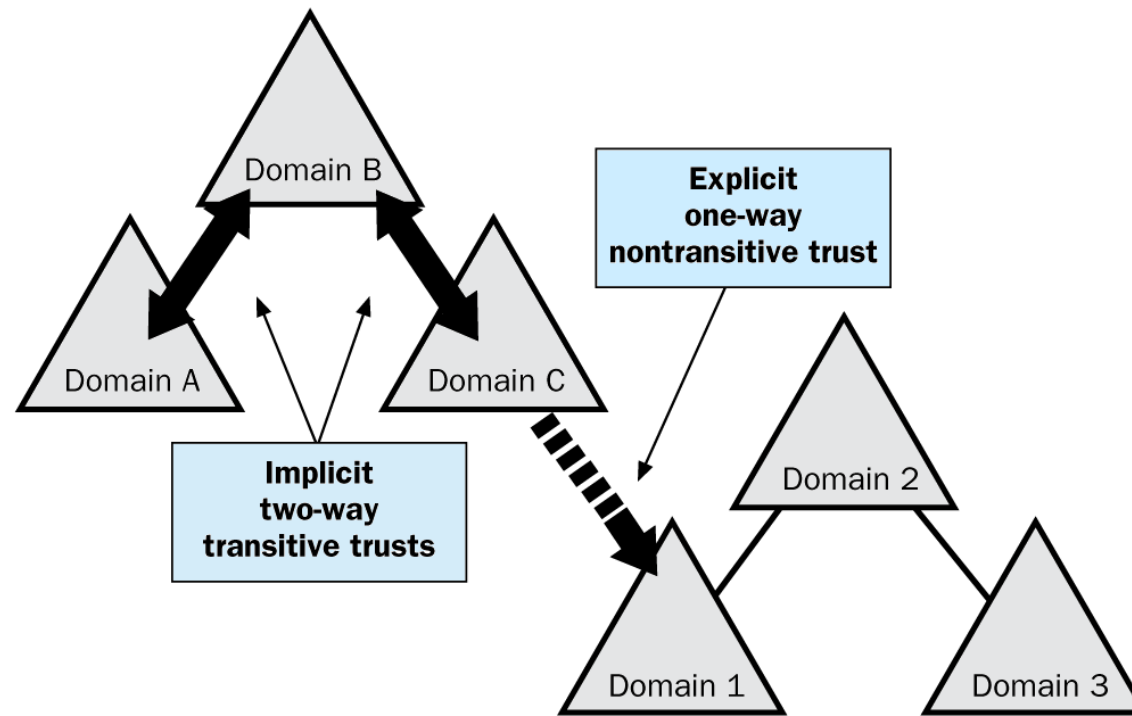 Domain B
Explicit
one-way
nontransitive trust
Domain A
Domain C
Implicit
two-way
transitive trusts
Domain 2
Domain 1
Domain 3